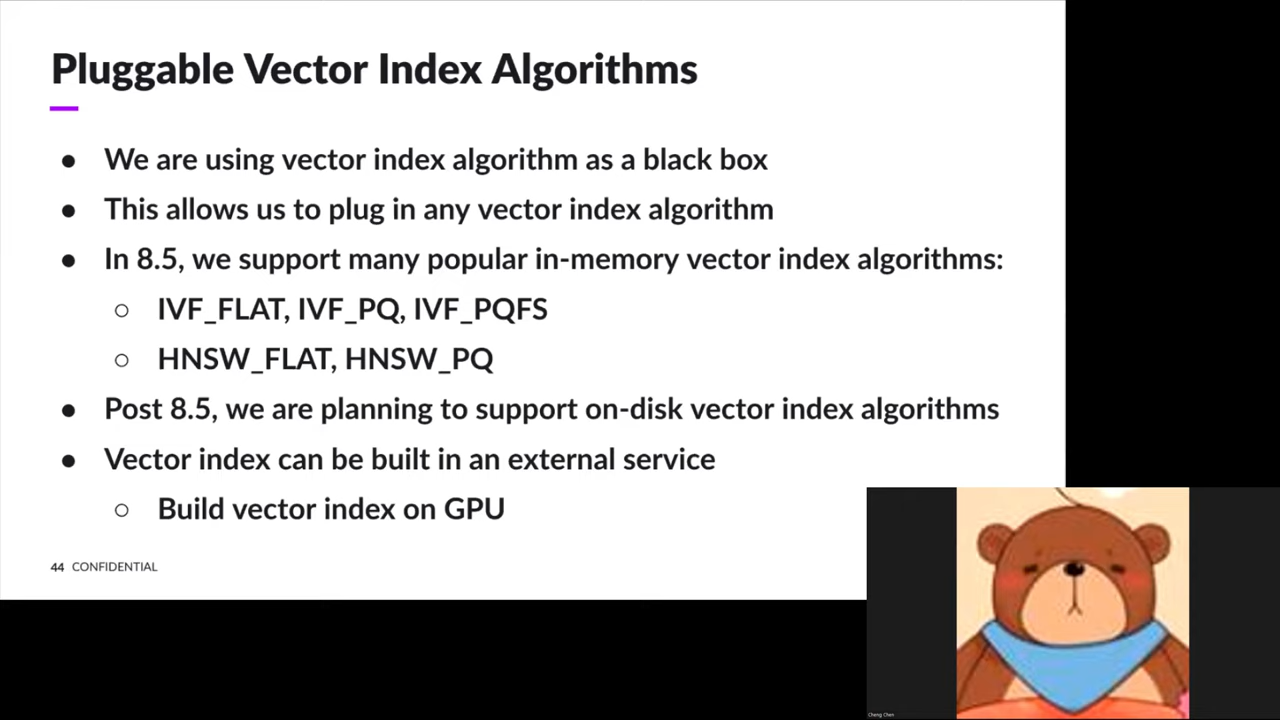 Pluggable Vector Index Algorithms
● We are using vector index algorithm as a black box
● This allows us to plug in any vector index algorithm
● In 8.5, we support many popular in-memory vector index algorithms:
○ IVF_FLAT, IVF_PQ, IVF_PQFS
○ HNSW_FLAT, HNSW_PQ
● Post 8.5, we are planning to support on-disk vector index algorithms
● Vector index can be built in an external service
○ Build vector index on GPU
44 CONFIDENTIAL
Cheng Chen